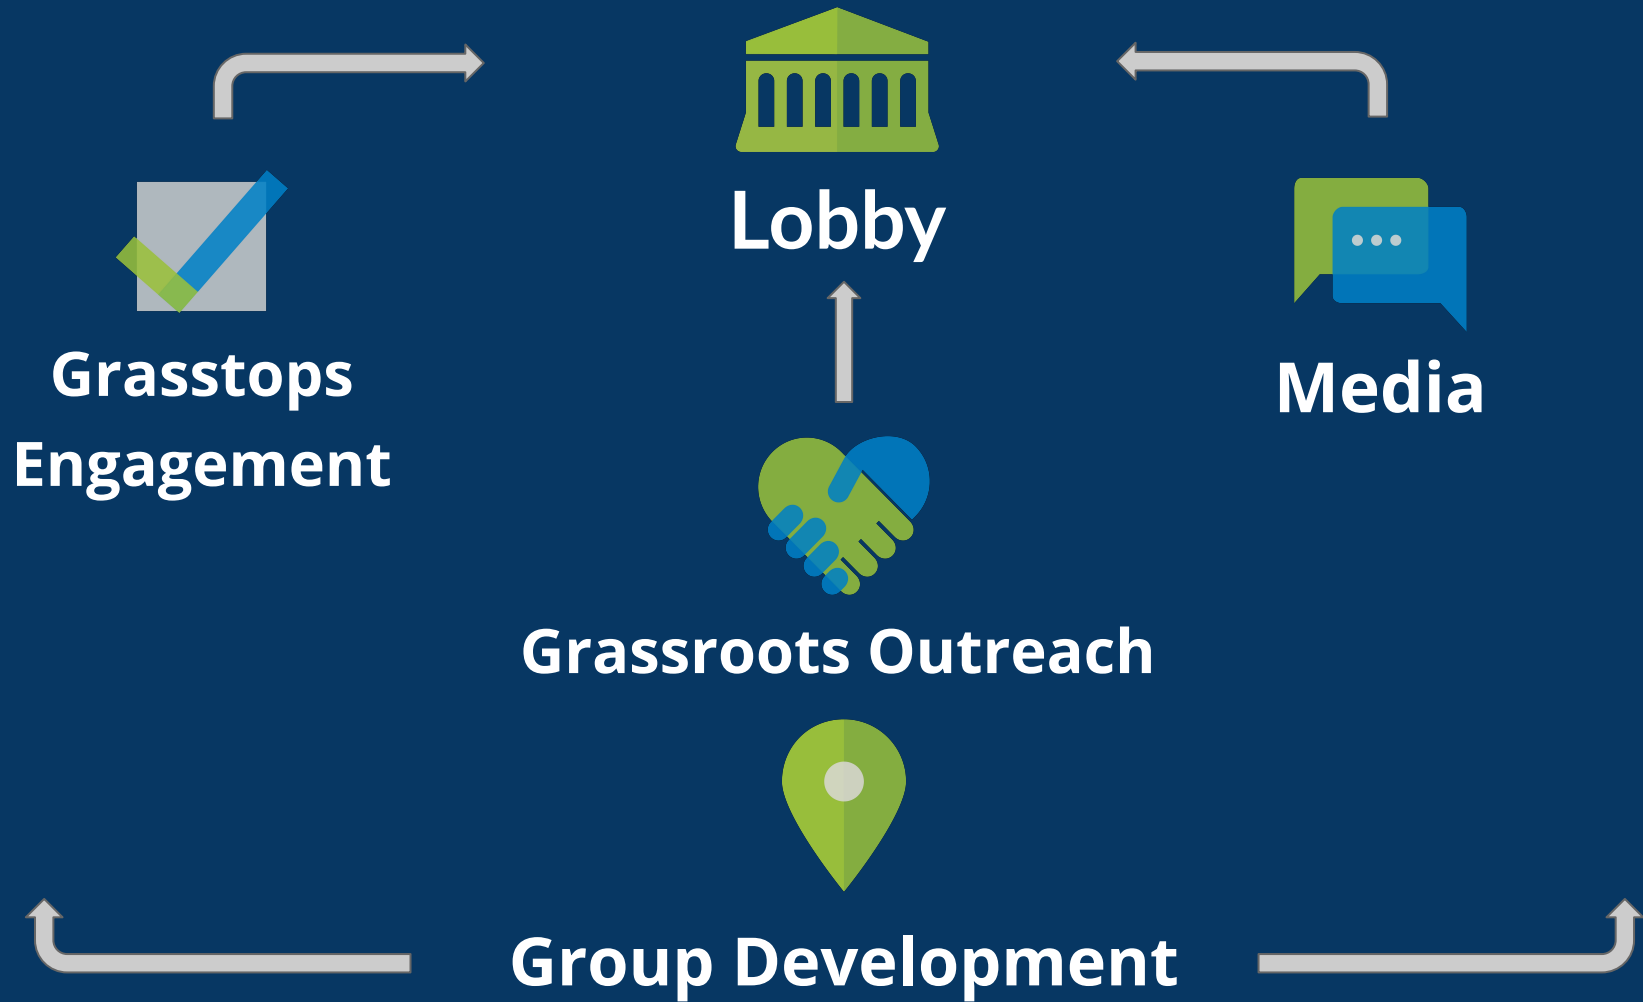 Lobby
Grasstops
Engagement
Media
Grassroots Outreach
Group Development